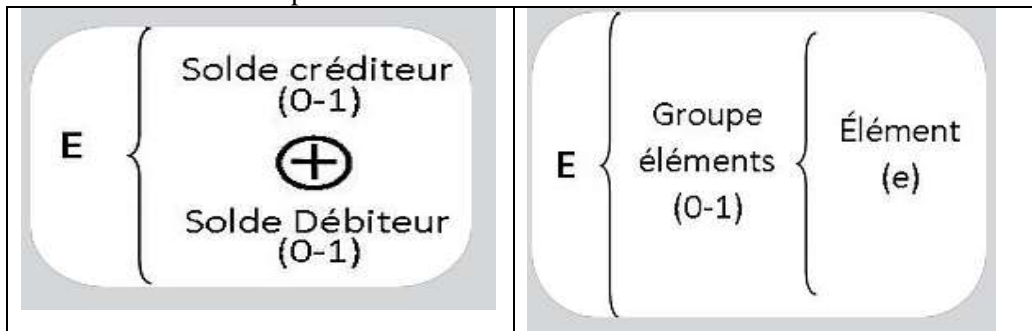 E
Solde créditeur
(0-1)
+
Solde Débiteur
(0-1)
E
Groupe
éléments
(0-1)
Élément
(e)